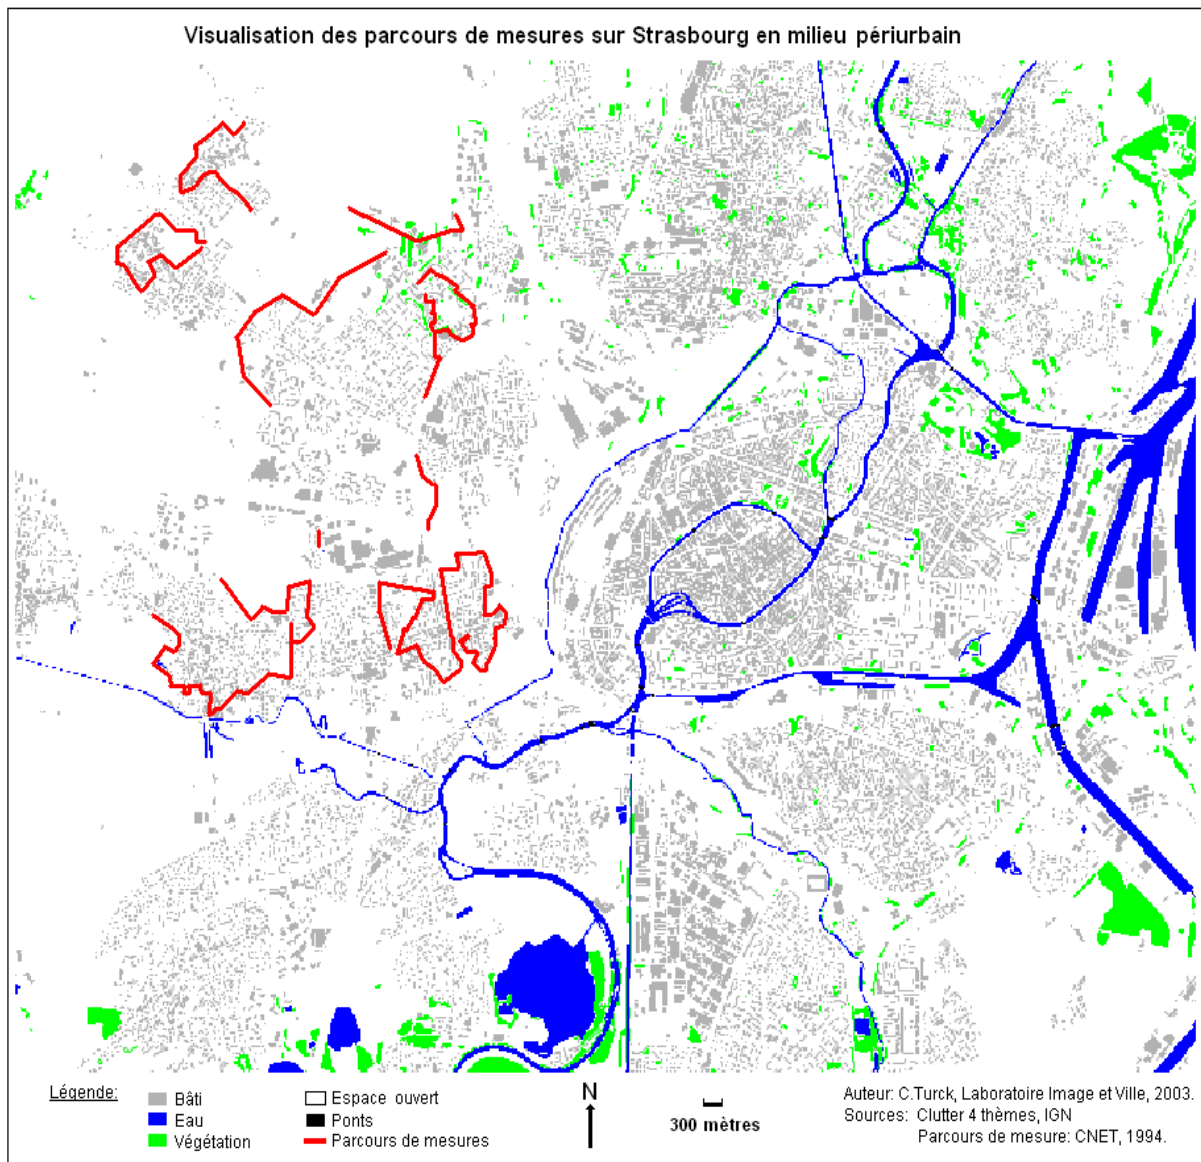 Visualisation des parcours de mesures sur Strasbourg en milieu périurbain
Légende:
Bâti
Eau
Végétation
Espace ouvert
Ponts
Parcours de mesures
N
300 mètres
Auteur: C.Turck, Laboratoire Image et Ville, 2003.
Sources: Clutter 4 thèmes, IGN
Parcours de mesure: CNET, 1994.